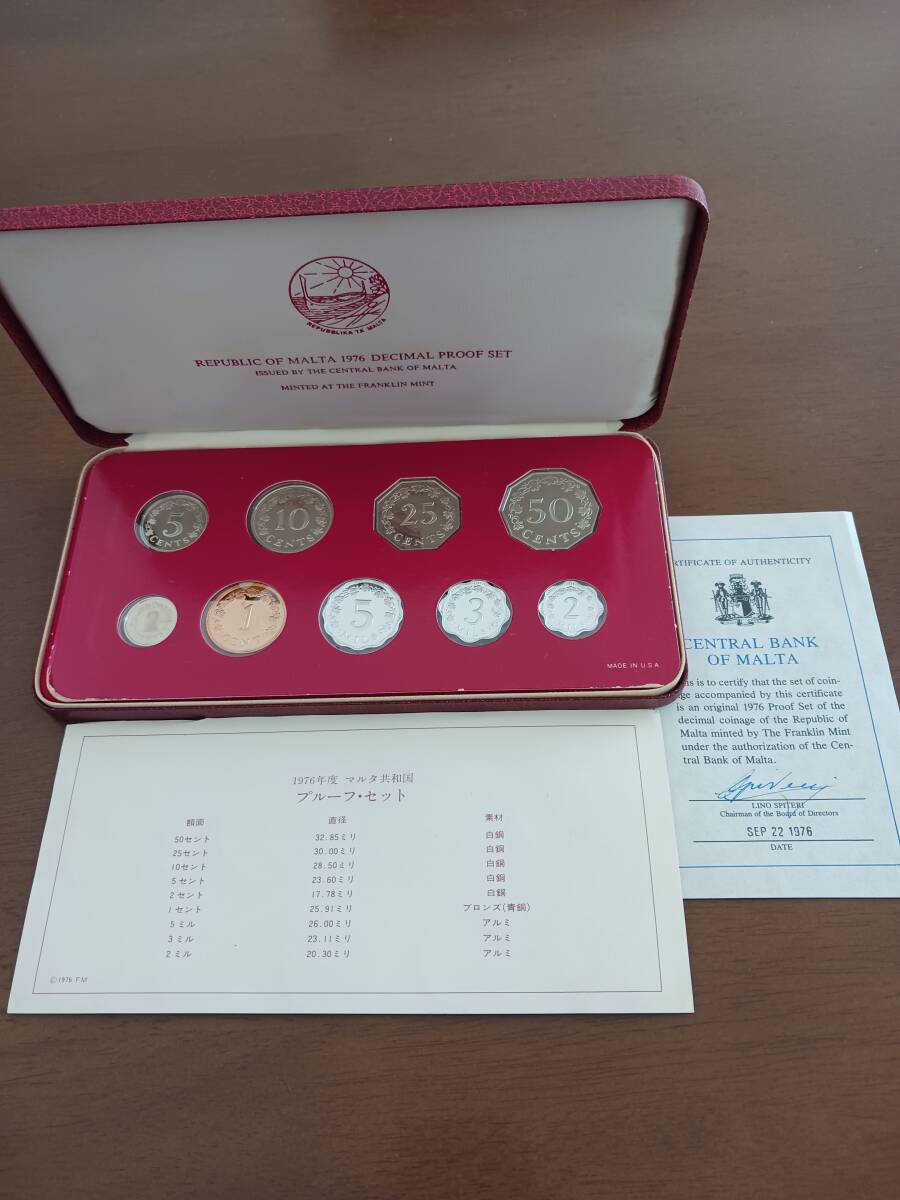 REPUBBLIKA TA MALTA
REPUBLIC OF MALTA 1976 DECIMAL PROOF SET
ISSUED BY THE CENTRAL BANK OF MALTA
MINTED AT THE FRANKLIN MINT
5
CENTS
10
CENTS
25
CENTS
50
CENTS
2
1
CENT
5
MILS
3
MILS
2
MILS
MADE IN U.S.A.
CERTIFICATE OF AUTHENTICITY
CENTRAL BANK
OF MALTA
is is to certify that the set of coin-
ge accompanied by this certificate
is an original 1976 Proof Set of the
decimal coinage of the Republic of
Malta minted by The Franklin Mint
under the authorization of the Cen-
tral Bank of Malta.
LINO SPITERI
Chairman of the Board of Directors
SEP 22 1976
DATE
1976年度 マルタ共和国
プルーフ・セット
額面 直径 素材
50セント 32.85ミリ 白銅
25セント 30.00ミリ 白銅
10セント 28.50ミリ 白銅
5セント 23.60ミリ 白銅
2セント 17.78ミリ 白銅
1セント 25.91ミリ ブロンズ(青銅)
5ミル 26.00ミリ アルミ
3ミル 23.11ミリ アルミ
2ミル 20.30ミリ アルミ
©1976 FM